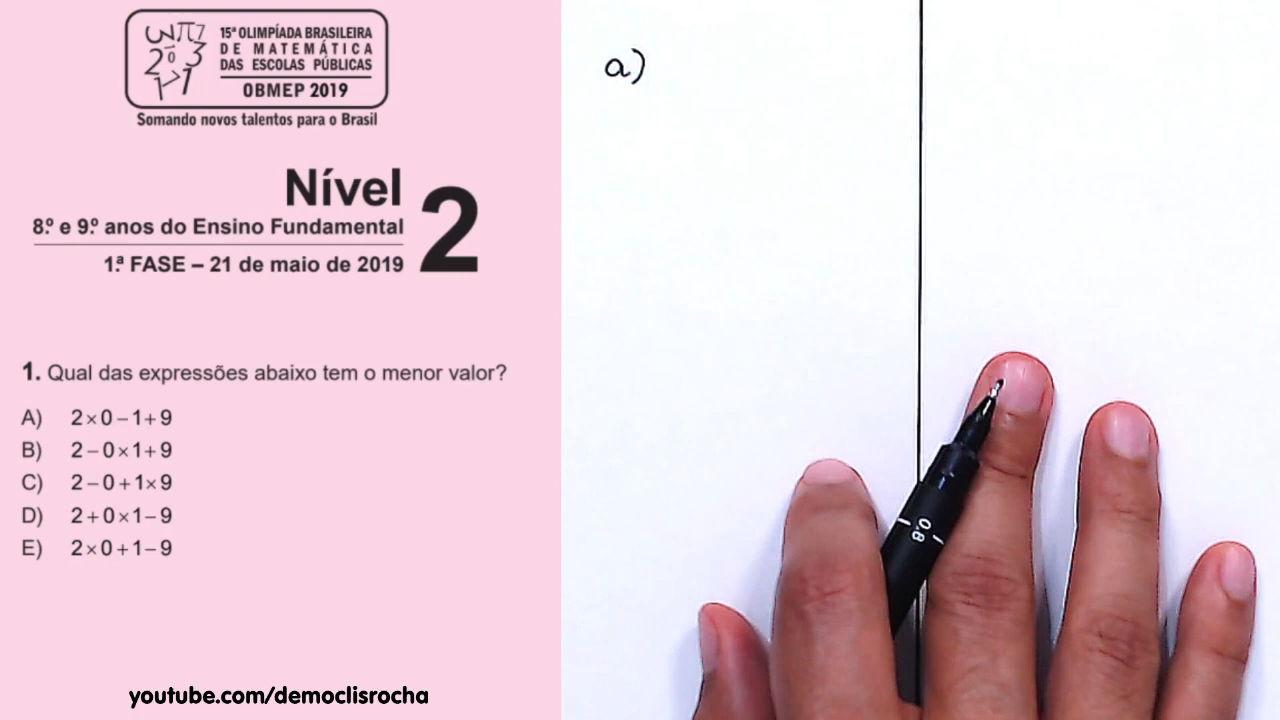 15ª OLIMPÍADA BRASILEIRA
DE MATEMÁTICA
DAS ESCOLAS PÚBLICAS
OBMEP 2019
Somando novos talentos para o Brasil
Nível 2
8.º e 9.º anos do Ensino Fundamental
1.ª FASE – 21 de maio de 2019
1. Qual das expressões abaixo tem o menor valor?
A) 2×0−1+9
B) 2−0×1+9
C) 2−0+1×9
D) 2+0×1−9
E) 2×0+1−9
youtube.com/democlisrocha
a)
0.8